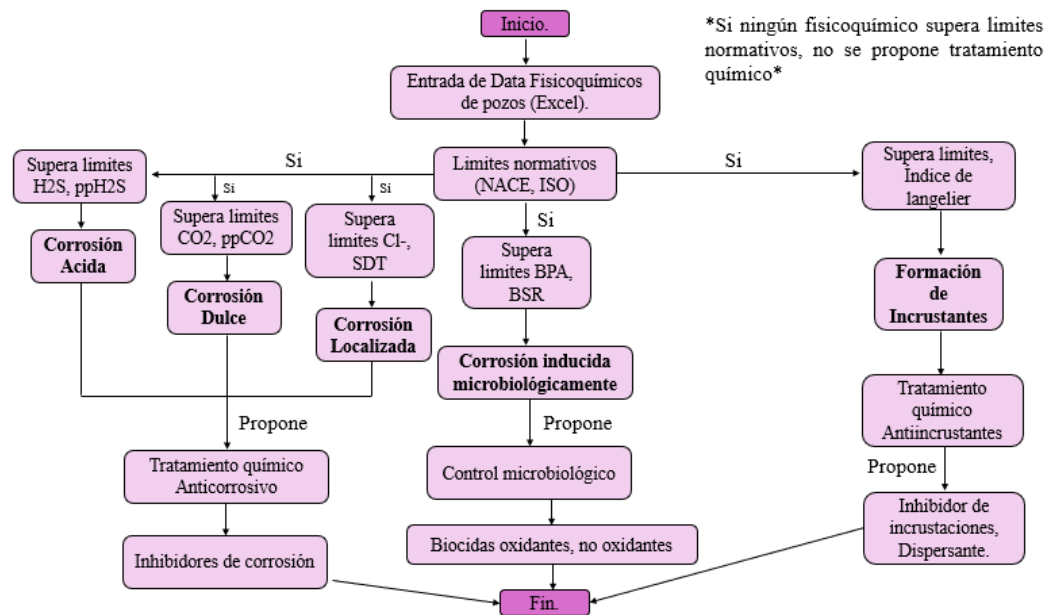 Inicio.
*Si ningún fisicoquímico supera limites
normativos, no se propone tratamiento
químico*
Entrada de Data Fisicoquímicos
de pozos (Excel).
Limites normativos
(NACE, ISO)
Si
Si
Si
Si
Si
Supera limites
H2S, ppH2S
Supera limites
CO2, ppCO2
Supera
limites Cl-,
SDT
Supera
limites BPA,
BSR
Supera limites,
Índice de
langelier
Corrosión
Acida
Corrosión
Dulce
Corrosión
Localizada
Corrosión inducida
microbiológicamente
Formación
de
Incrustantes
Propone
Propone
Tratamiento
químico
Antiincrustantes
Propone
Tratamiento químico
Anticorrosivo
Control microbiológico
Inhibidor de
incrustaciones,
Dispersante.
Inhibidores de corrosión
Biocidas oxidantes, no oxidantes
Fin.